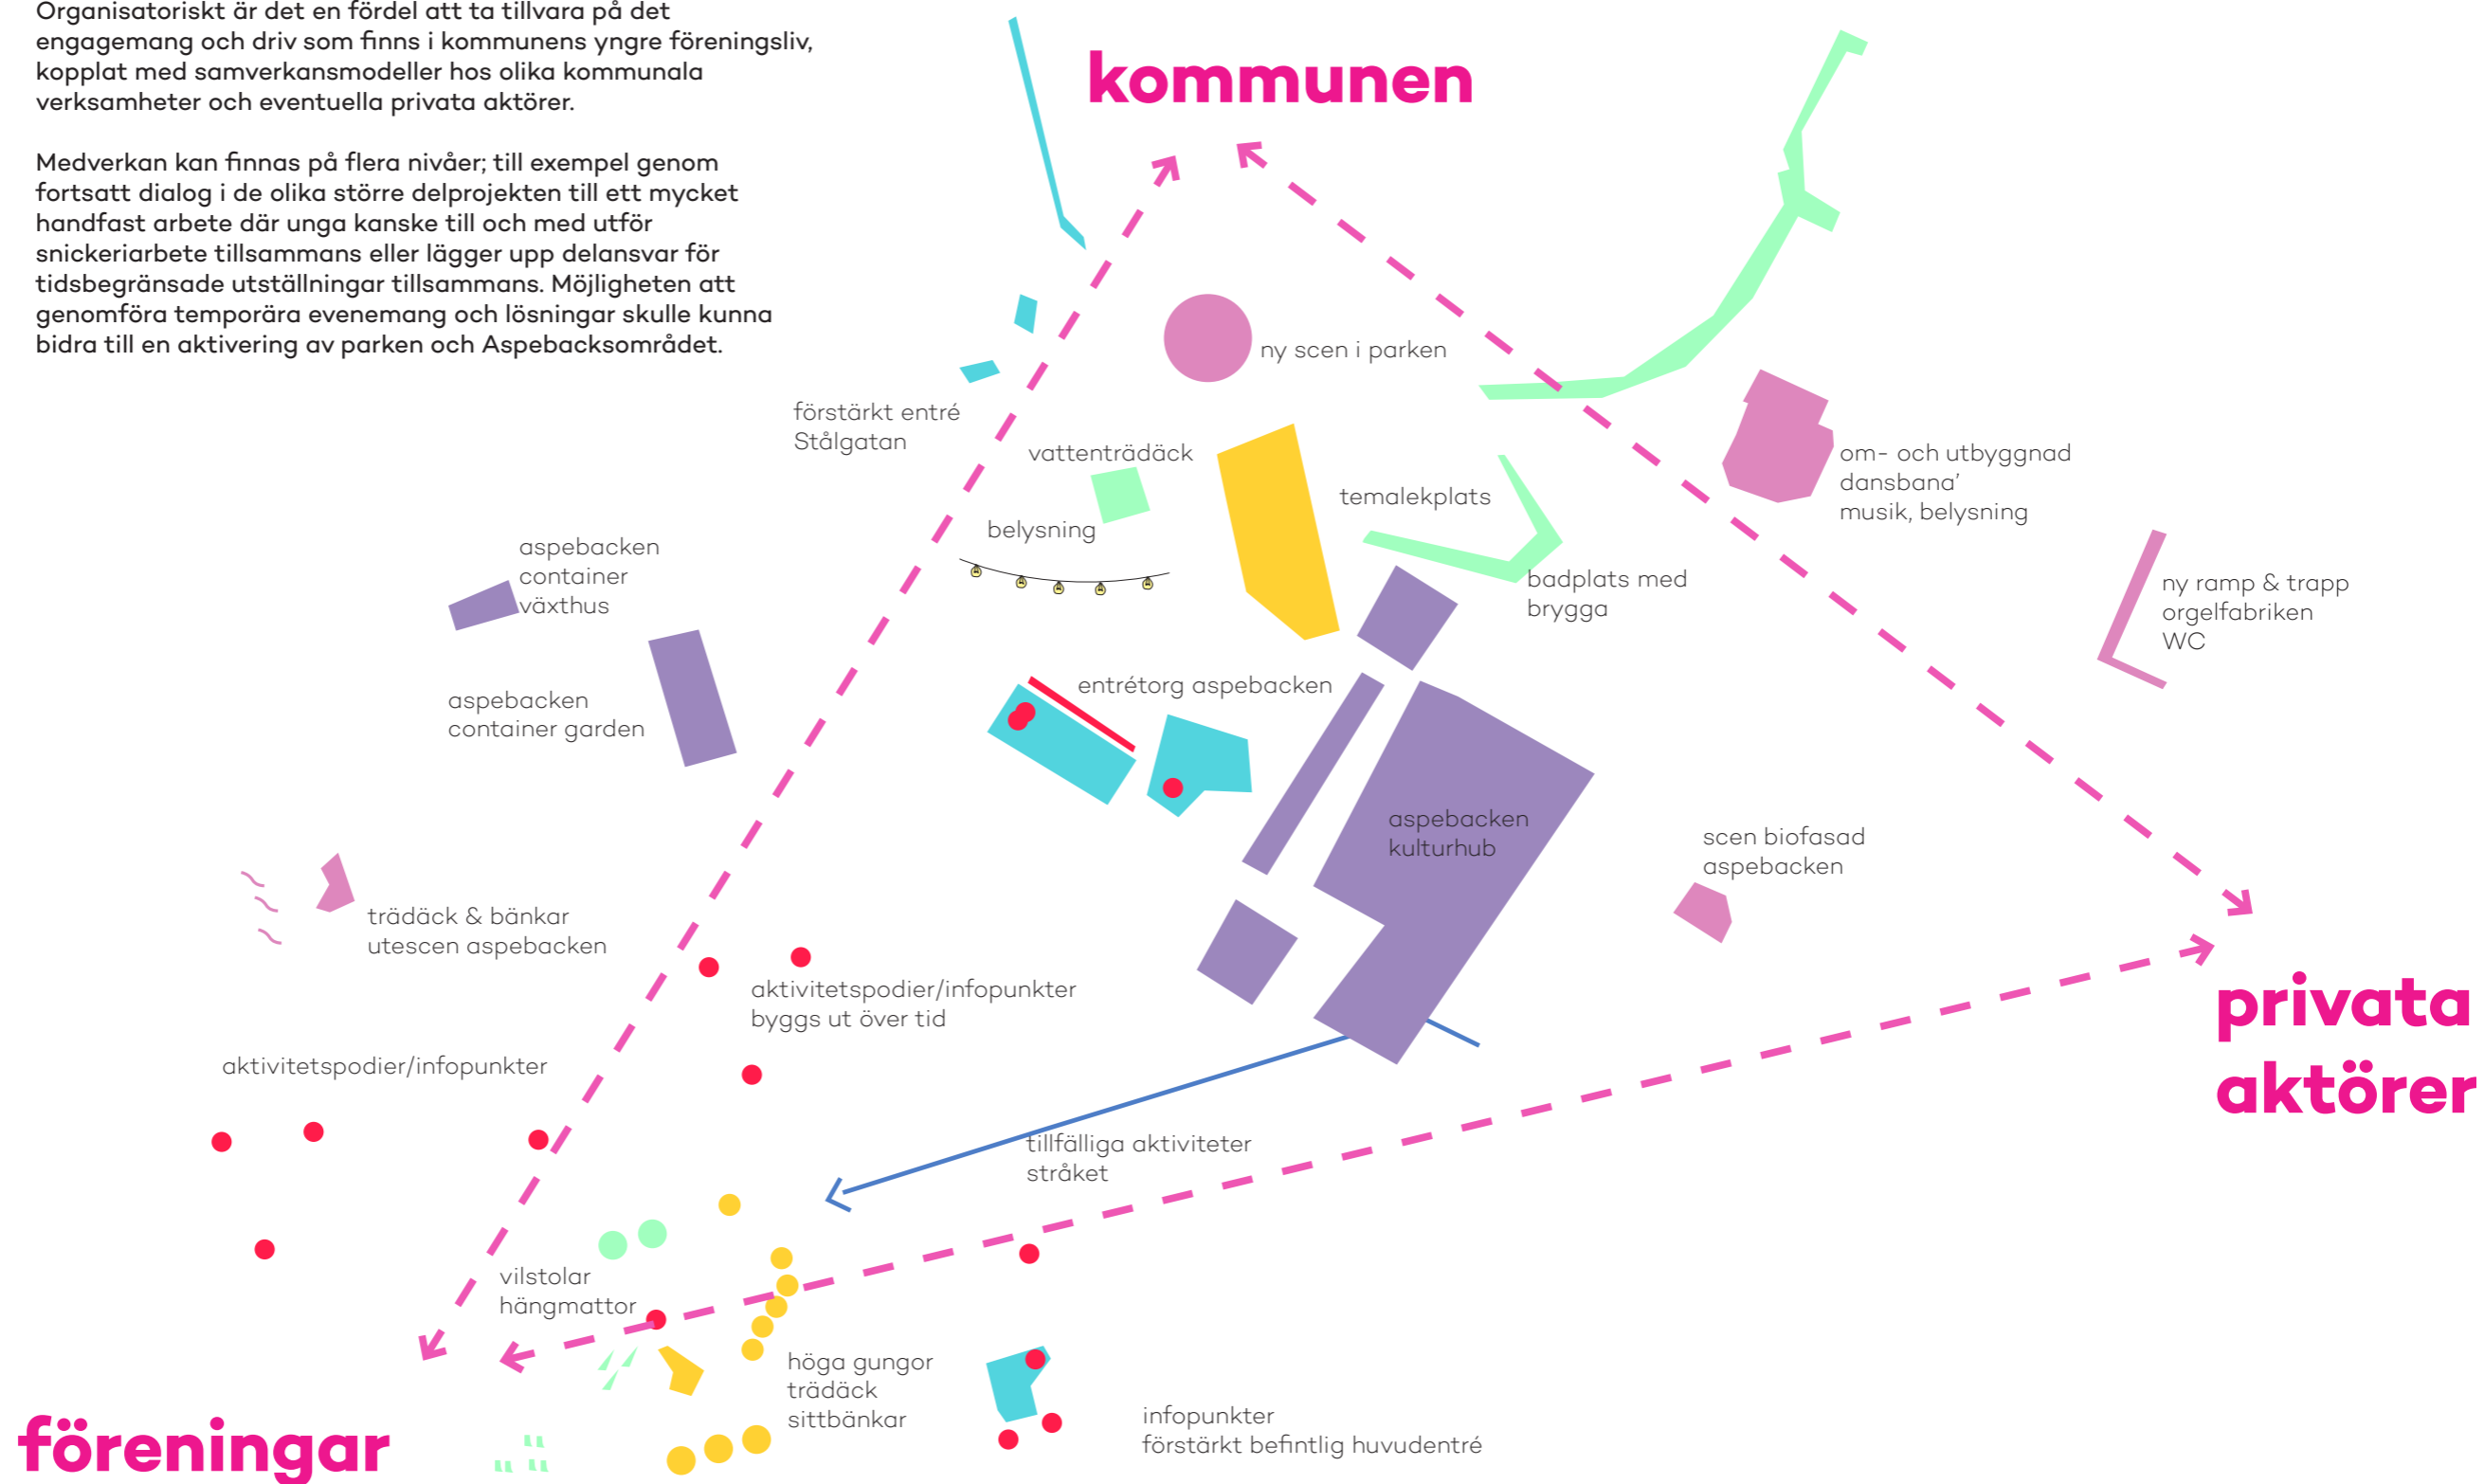 Organisatoriskt är det en fördel att ta tillvara på det
engagemang och driv som finns i kommunens yngre föreningsliv,
kopplat med samverkansmodeller hos olika kommunala
verksamheter och eventuella privata aktörer.
Medverkan kan finnas på flera nivåer; till exempel genom
fortsatt dialog i de olika större delprojekten till ett mycket
handfast arbete där unga kanske till och med utför
snickeriarbete tillsammans eller lägger upp delansvar för
tidsbegränsade utställningar tillsammans. Möjligheten att
genomföra temporära evenemang och lösningar skulle kunna
bidra till en aktivering av parken och Aspebacksområdet.
kommunen
ny scen i parken
förstärkt entré
Stålgatan
vattenträdäck
temalekplats
om- och utbyggnad
dansbana'
musik, belysning
belysning
aspebacken
container
växthus
badplats med
brygga
ny ramp & trapp
orgelfabriken
WC
entrétorg aspebacken
aspebacken
container garden
aspebacken
kulturhub
scen biofasad
aspebacken
trädäck & bänkar
utescen aspebacken
aktivitetspodier/infopunkter
byggs ut över tid
privata
aktörer
aktivitetspodier/infopunkter
tillfälliga aktiviteter
stråket
vilstolar
hängmattor
höga gungor
trädäck
sittbänkar
infopunkter
förstärkt befintlig huvudentré
föreningar